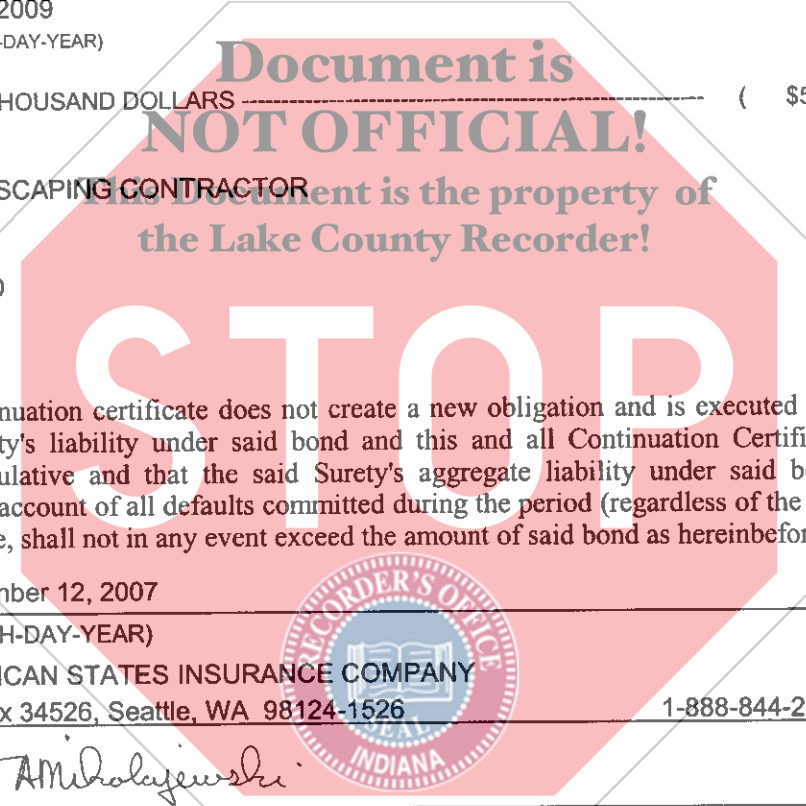 2009
-DAY-YEAR)
Document is
HOUSAND DOLLARS ( $5
NOT OFFICIAL!
SCAPING CONTRACTOR
This Document is the property of
the Lake County Recorder!
)
STOP
nuation certificate does not create a new obligation and is executed
ty's liability under said bond and this and all Continuation Certifi
ulative and that the said Surety's aggregate liability under said b
account of all defaults committed during the period (regardless of the
e, shall not in any event exceed the amount of said bond as hereinbefor
mber 12, 2007
H-DAY-YEAR)
RECORDER'S OFFICE
ICAN STATES INSURANCE COMPANY
x 34526, Seattle, WA 98124-1526 1-888-844-2
SEAL
INDIANA
AMikolajewski